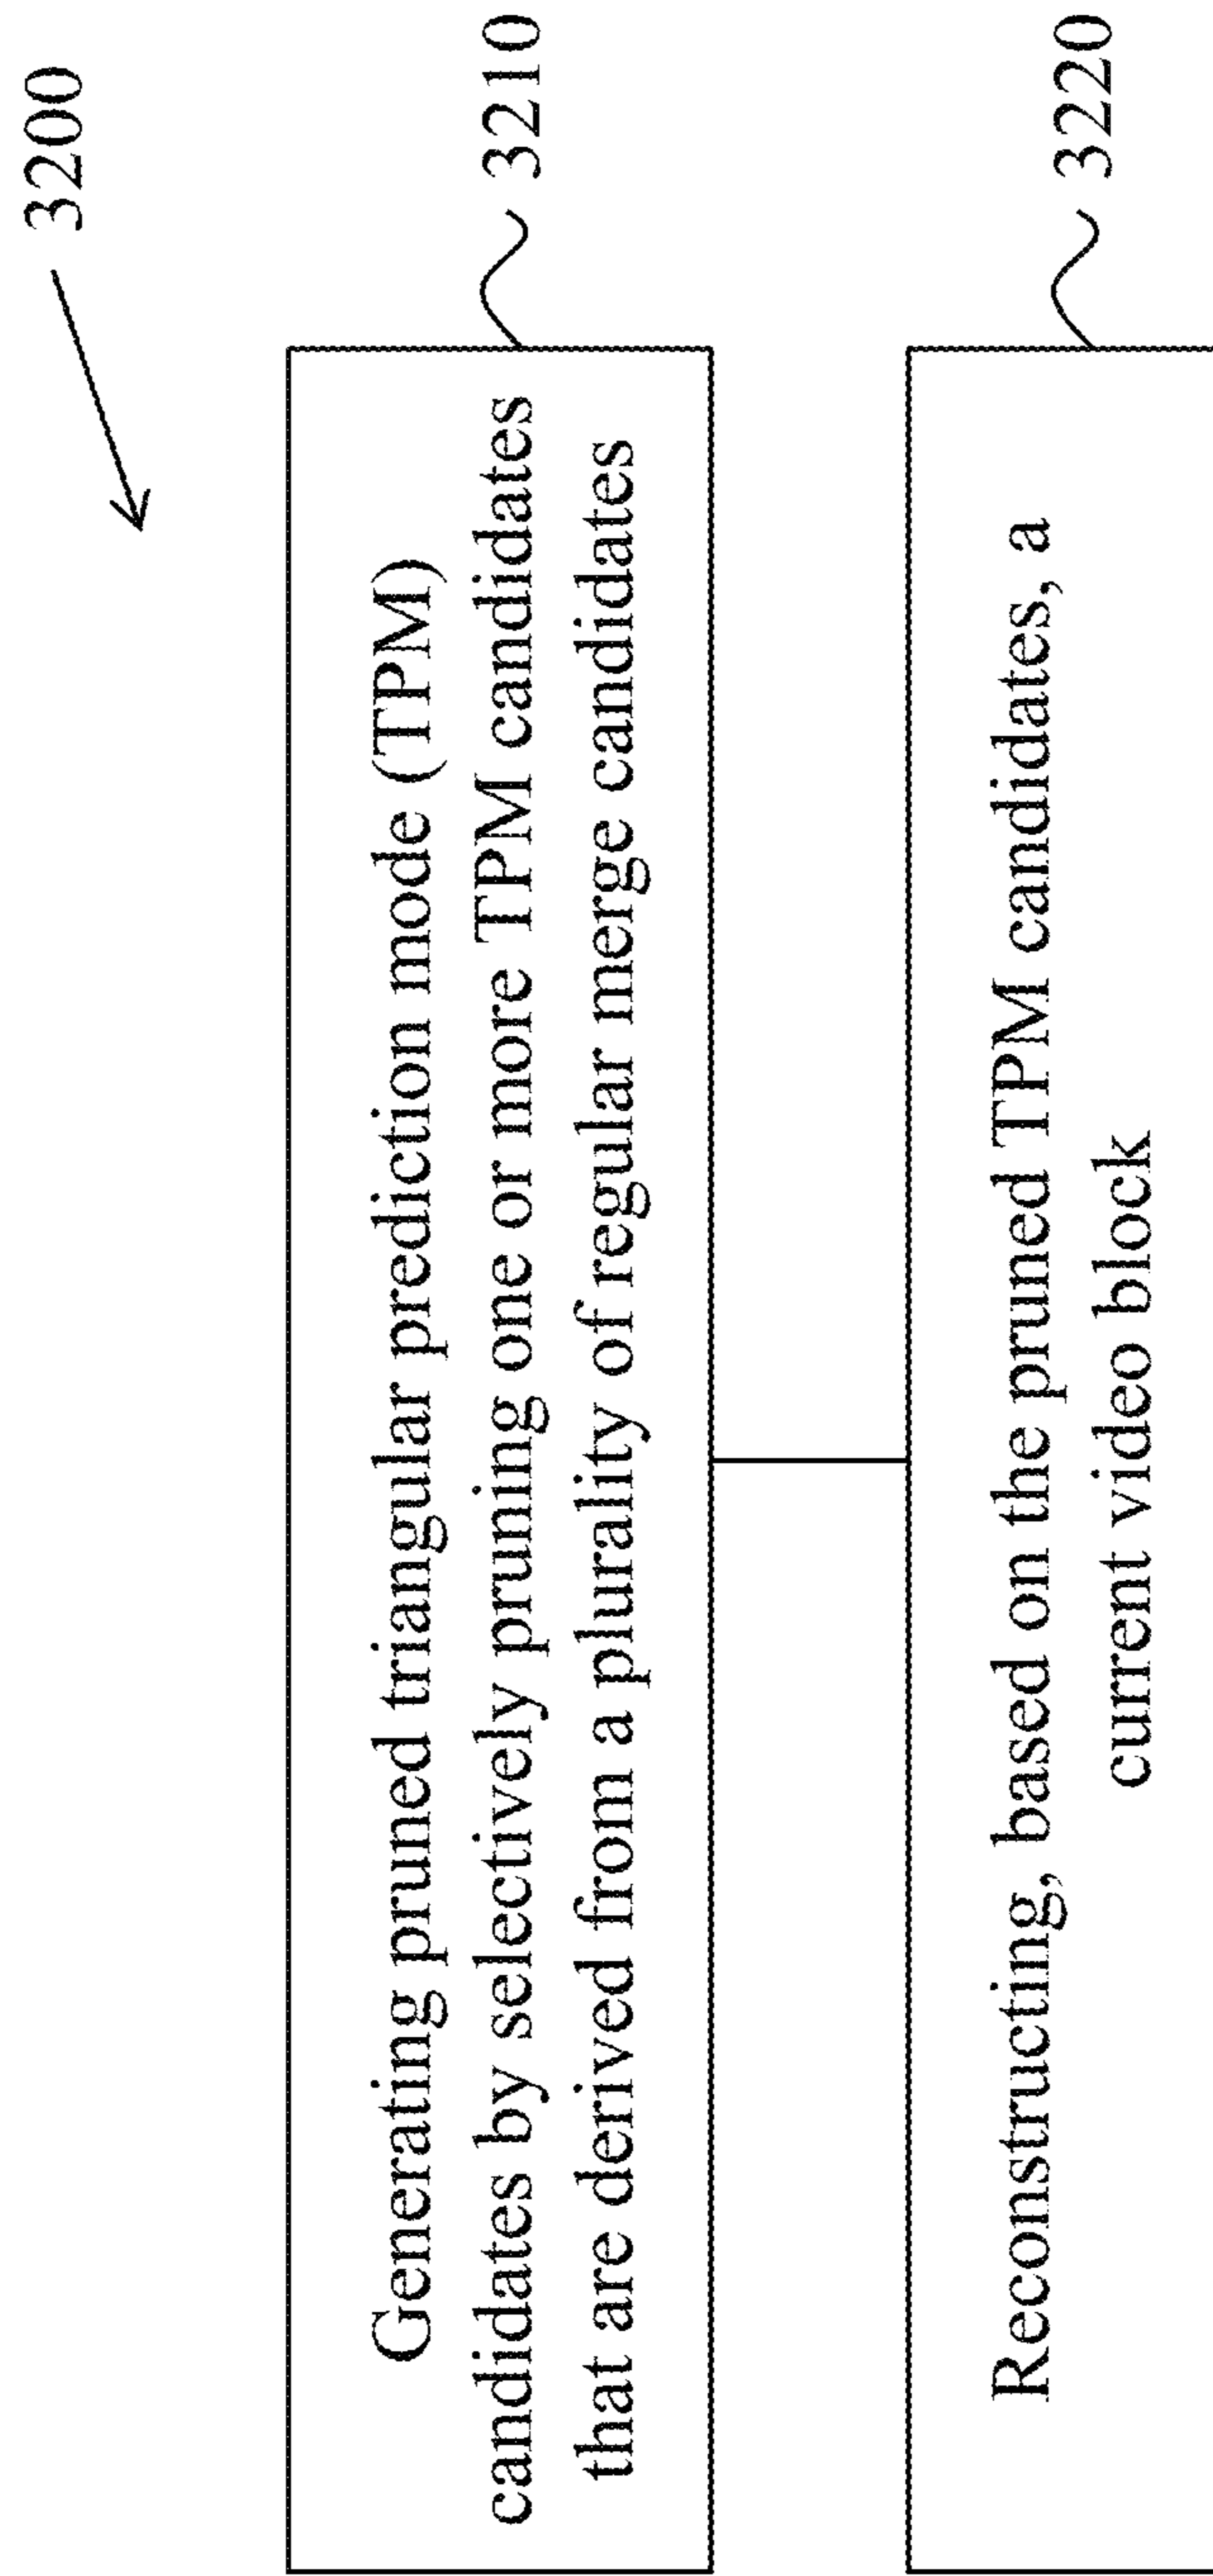 3200
Generating pruned triangular prediction mode (TPM)
candidates by selectively pruning one or more TPM candidates
that are derived from a plurality of regular merge candidates
3210
Reconstructing, based on the pruned TPM candidates, a
current video block
3220